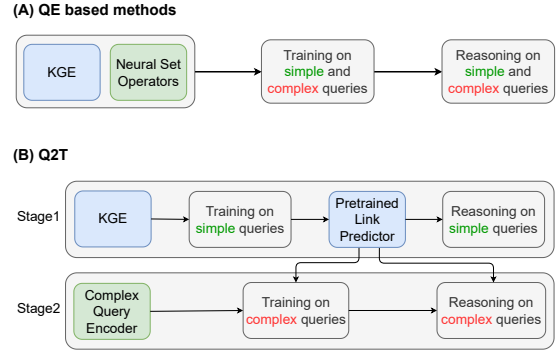 (A) QE based methods
KGE
Neural Set
Operators
Training on
simple and
complex queries
Reasoning on
simple and
complex queries
(B) Q2T
Stage1
KGE
Training on
simple queries
Pretrained
Link
Predictor
Reasoning on
simple queries
Stage2
Complex
Query
Encoder
Training on
complex queries
Reasoning on
complex queries